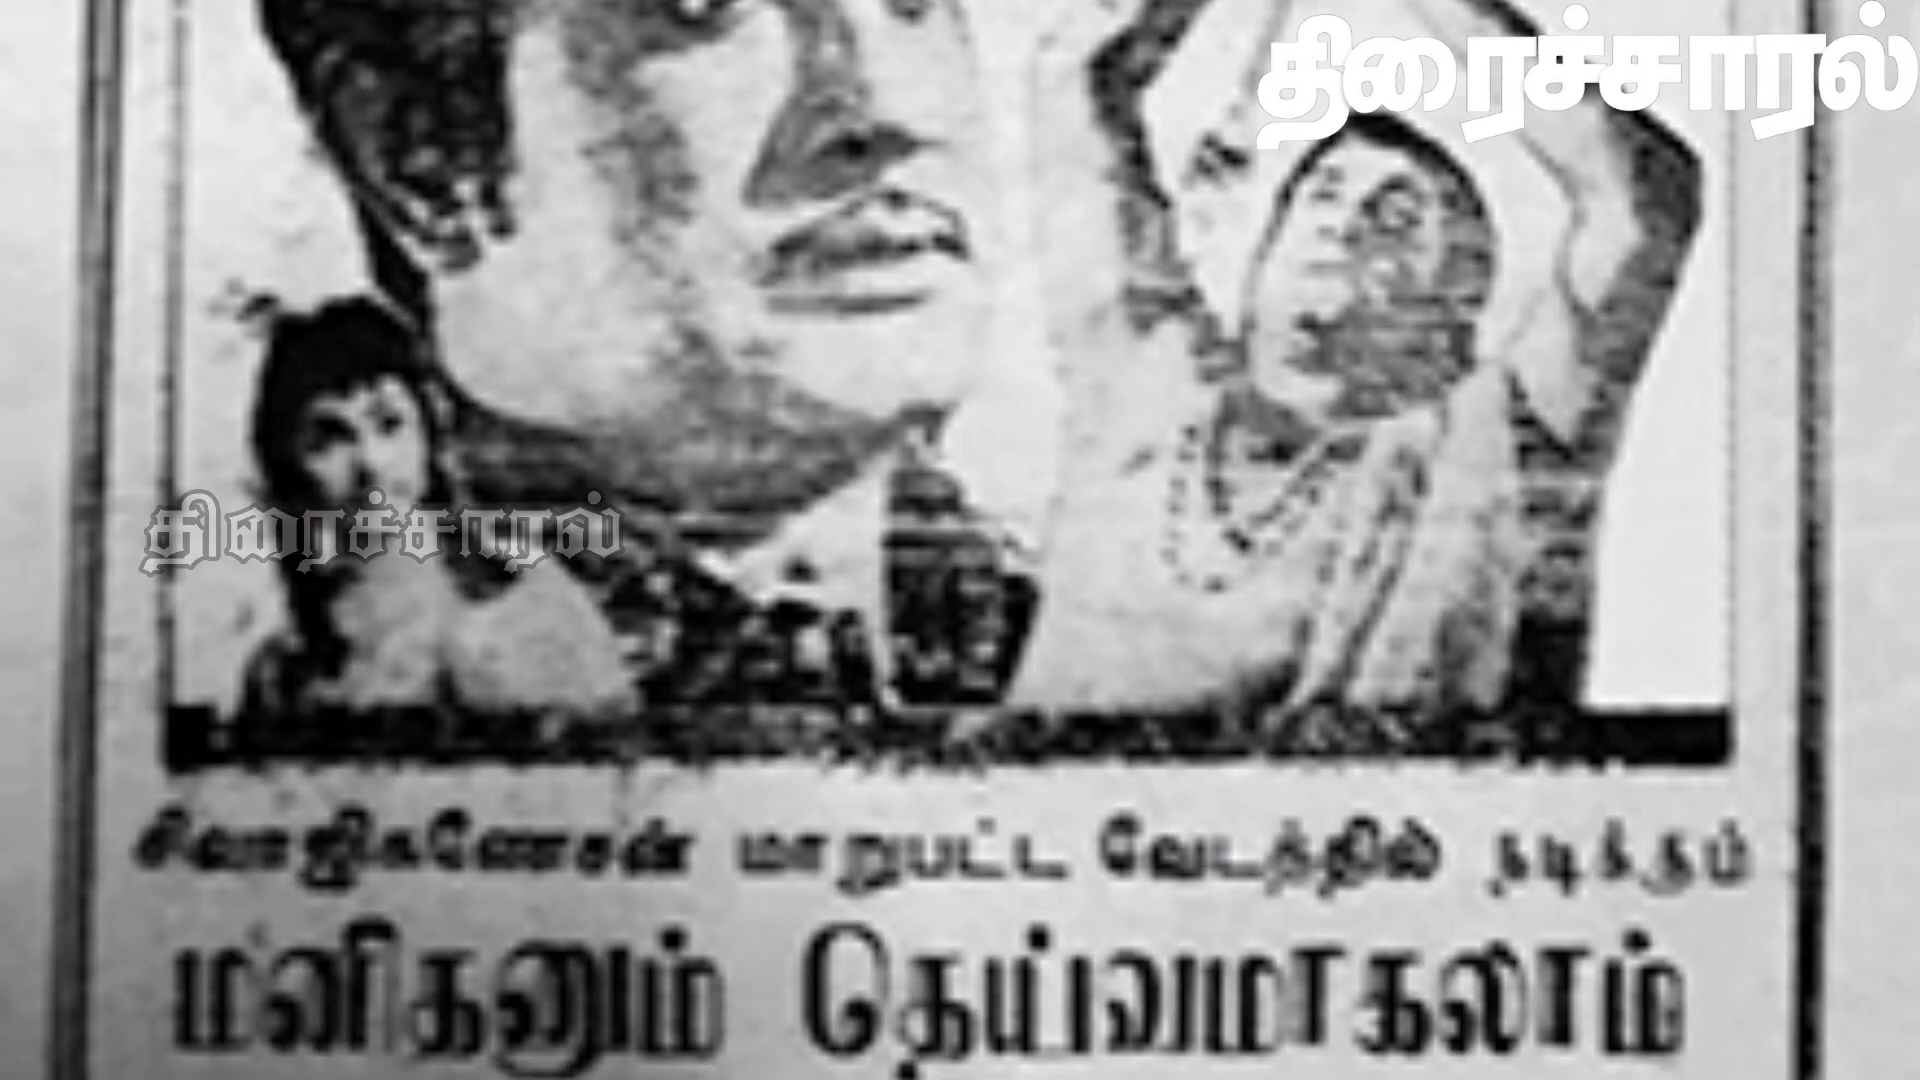 திரைச்சாரல்
திரைச்சாரல்
சிவாஜிகணேசன் மாறுபட்ட வேடத்தில் நடிக்கும்
மனிதனும் தெய்வமாகலாம்